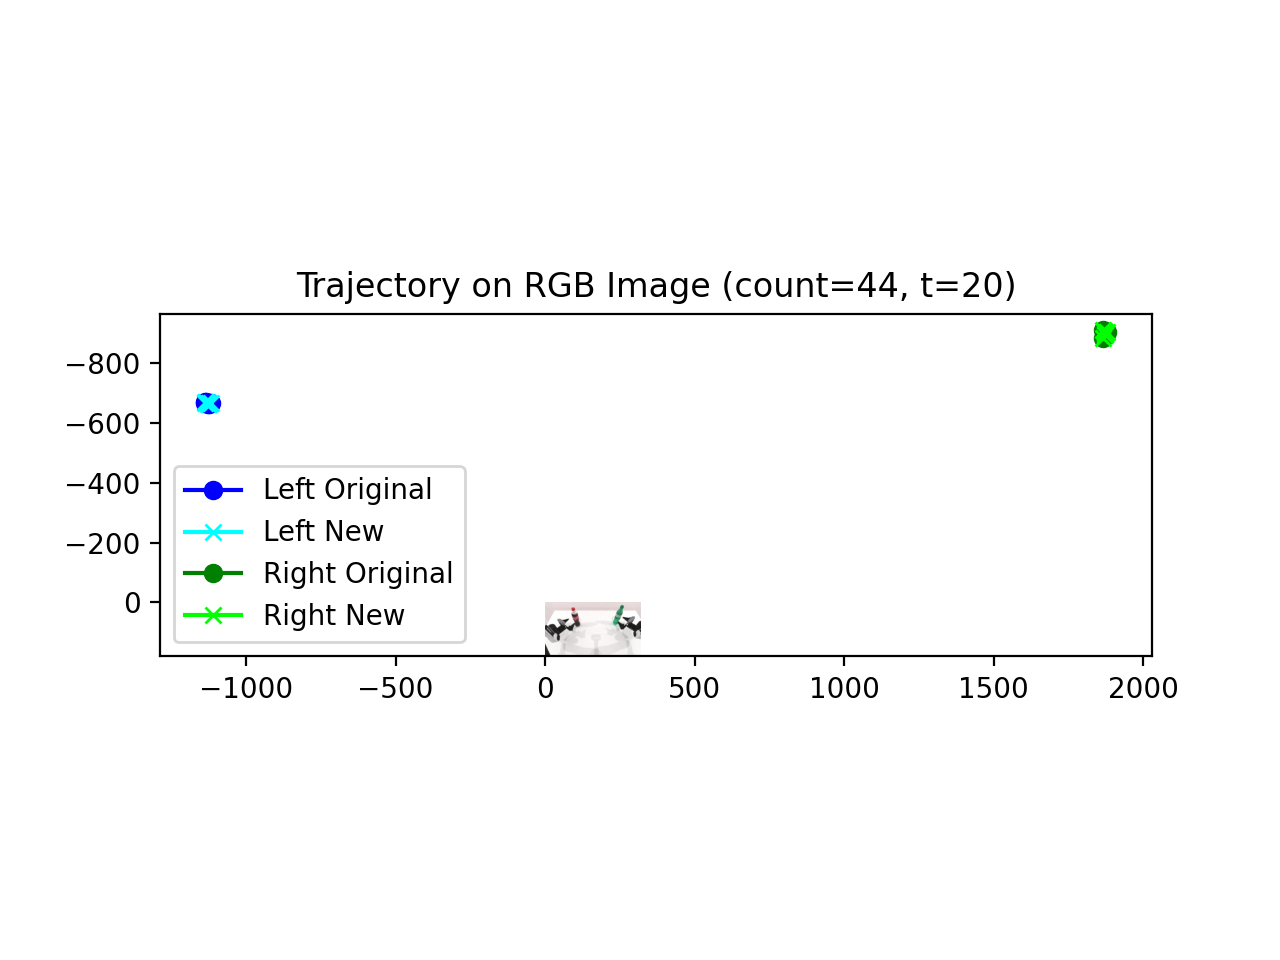 Trajectory on RGB Image (count=44, t=20)
−800
−600
−400
−200
0
Left Original
Left New
Right Original
Right New
−1000 −500 0 500 1000 1500 2000